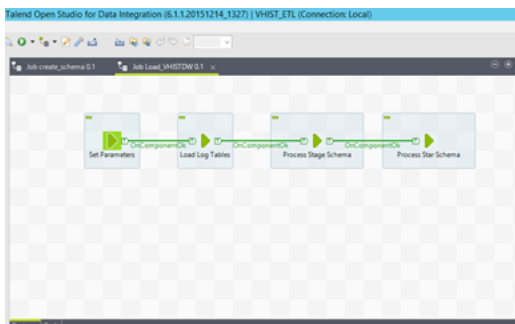 Talend Open Studio for Data Integration (6.1.1.20151214_1327) | VHIST_ETL (Connection: Local)
Job create_schema 0.1
Job Load_VHISTDW 0.1
OnComponentOk
OnComponentOk
OnComponentOk
Set Parameters
Load Log Tables
Process Stage Schema
Process Star Schema